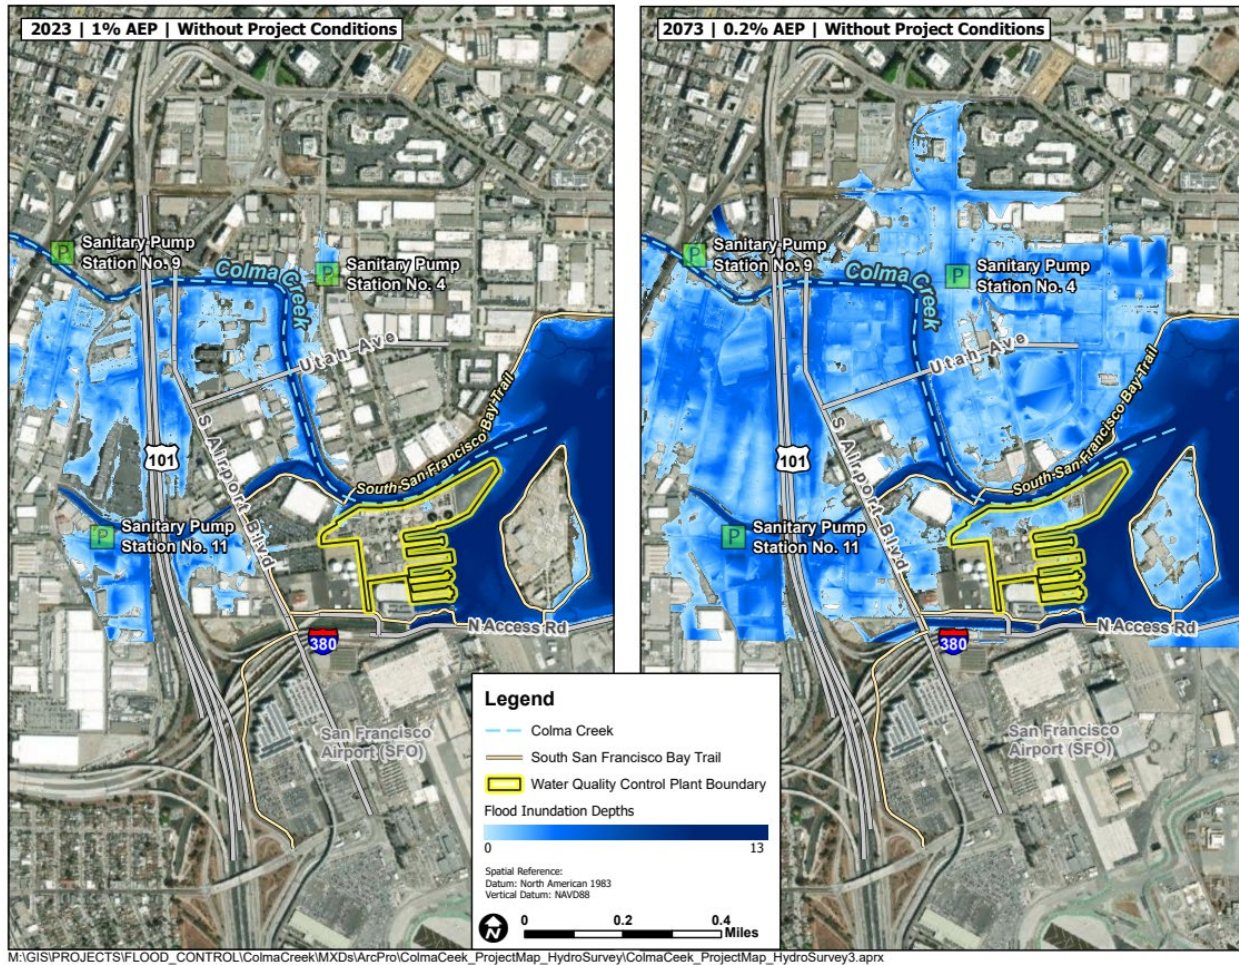 2023 | 1% AEP | Without Project Conditions
Sanitary Pump
Station No. 9
Colma Creek
Sanitary Pump
Station No. 4
Utah Ave
101
S Airport Blvd
South San Francisco Bay Trail
Sanitary Pump
Station No. 11
N Access Rd
380
San Francisco
Airport (SFO)
2073 | 0.2% AEP | Without Project Conditions
Sanitary Pump
Station No. 9
Colma Creek
Sanitary Pump
Station No. 4
Utah Ave
101
S Airport Blvd
South San Francisco Bay Trail
Sanitary Pump
Station No. 11
N Access Rd
380
San Francisco
Airport (SFO)
Legend
Colma Creek
South San Francisco Bay Trail
Water Quality Control Plant Boundary
Flood Inundation Depths
0 13
Spatial Reference:
Datum: North American 1983
Vertical Datum: NAVD88
N
0 0.2 0.4
Miles
M:\GIS\PROJECTS\FLOOD_CONTROL\ColmaCreek\MXDs\ArcPro\ColmaCeek_ProjectMap_HydroSurvey\ColmaCeek_ProjectMap_HydroSurvey3.aprx